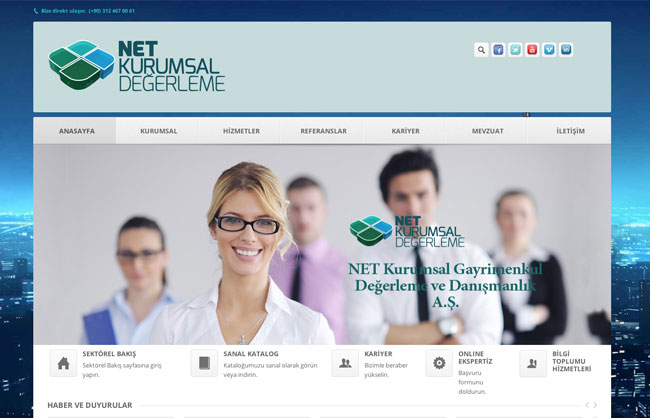 Bize direkt ulaşın: (+90) 312 467 00 61
NET
KURUMSAL
DEĞERLEME
ANASAYFA
KURUMSAL
HİZMETLER
REFERANSLAR
KARİYER
MEVZUAT
İLETİŞİM
NET
KURUMSAL
DEĞERLEME
NET Kurumsal Gayrimenkul
Değerleme ve Danışmanlık
A.Ş.
SEKTÖREL BAKIŞ
Sektörel Bakış sayfasına giriş
yapın.
SANAL KATALOG
Kataloğumuzu sanal olarak görün
veya indirin.
KARİYER
Bizimle beraber
yükselin.
ONLINE
EKSPERTİZ
Başvuru
formunu
doldurun.
BİLGİ
TOPLUMU
HİZMETLERİ
HABER VE DUYURULAR